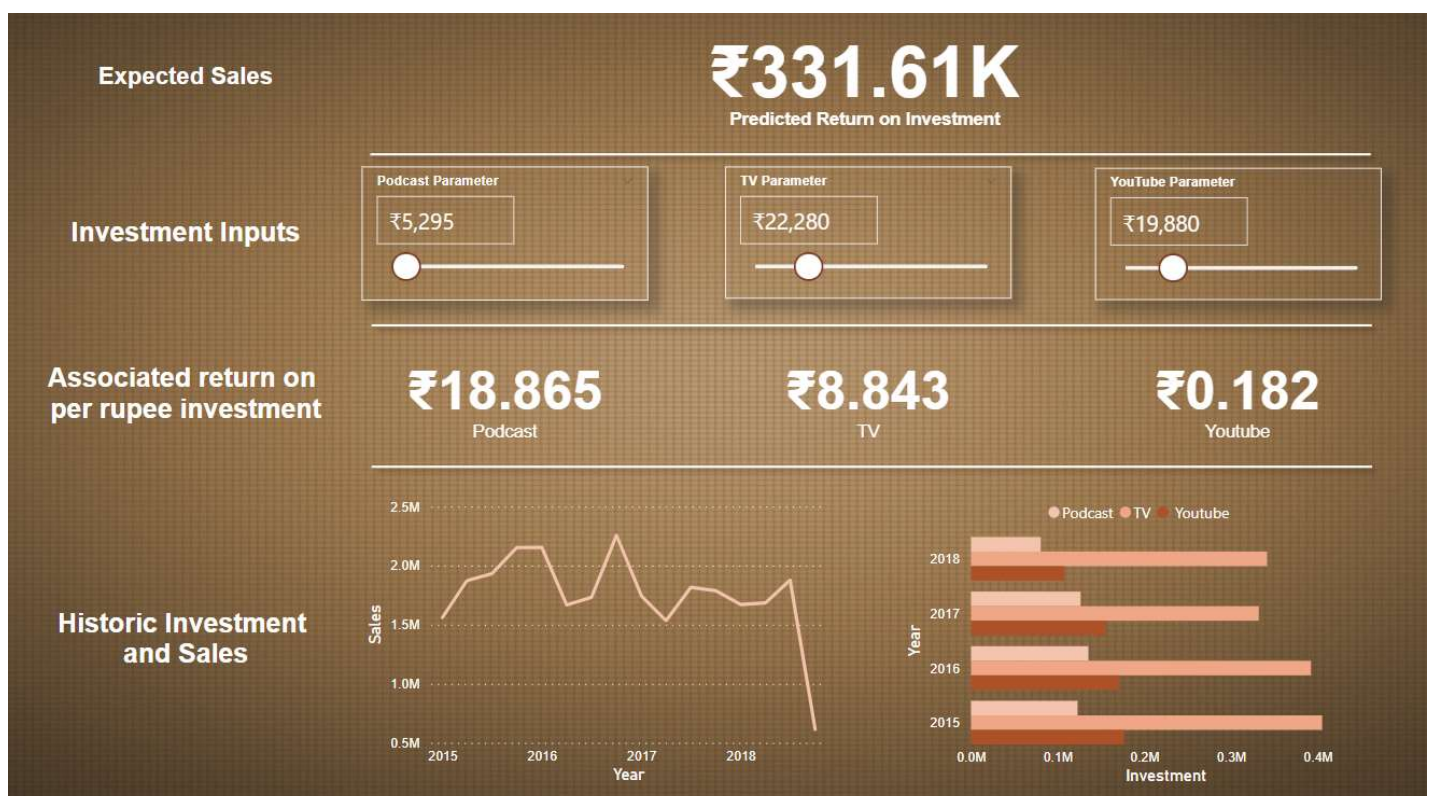 Expected Sales
₹331.61K
Predicted Return on Investment
Investment Inputs
Podcast Parameter
₹5,295
TV Parameter
₹22,280
YouTube Parameter
₹19,880
Associated return on
per rupee investment
₹18.865
Podcast
₹8.843
TV
₹0.182
Youtube
Historic Investment
and Sales
Sales
2.5M
2.0M
1.5M
1.0M
0.5M
2015 2016 2017 2018
Year
Podcast TV Youtube
Year
2018
2017
2016
2015
0.0M 0.1M 0.2M 0.3M 0.4M
Investment